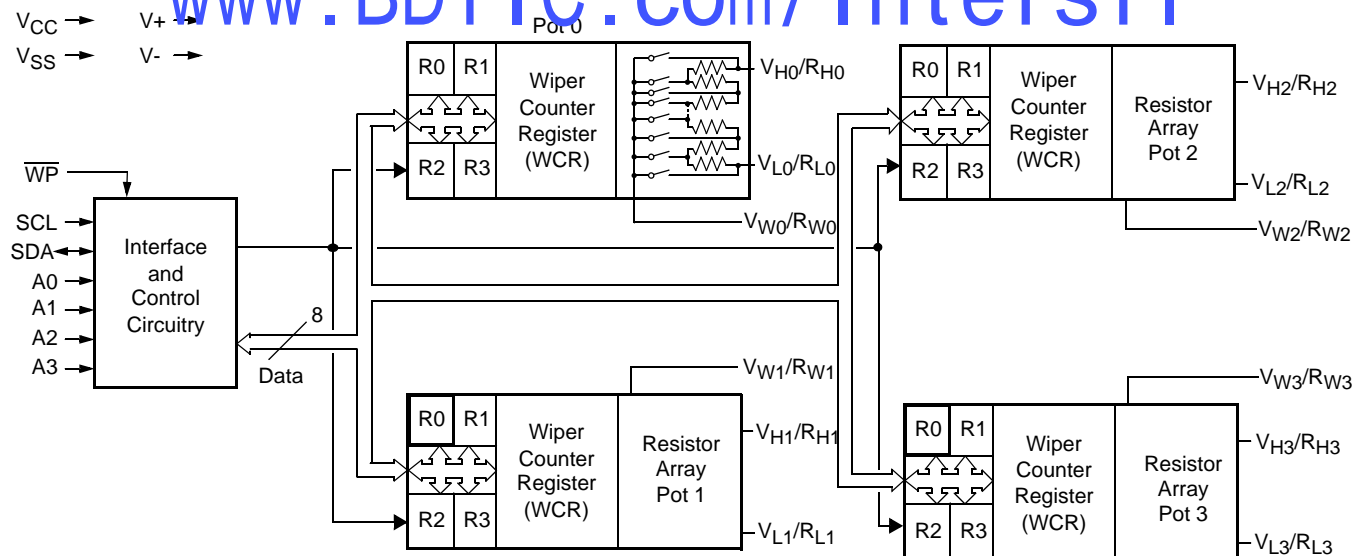 www.BDTIC.com/Intersil
VCC V+
VSS V-
Pot 0
R0 R1
R2 R3
Wiper
Counter
Register
(WCR)
VH0/RH0
VL0/RL0
VW0/RW0
R0 R1
R2 R3
Wiper
Counter
Register
(WCR)
Resistor
Array
Pot 2
VH2/RH2
VL2/RL2
VW2/RW2
WP
SCL
SDA
A0
A1
A2
A3
Interface
and
Control
Circuitry
8
Data
VW1/RW1
R0 R1
R2 R3
Wiper
Counter
Register
(WCR)
Resistor
Array
Pot 1
VH1/RH1
VL1/RL1
VW3/RW3
R0 R1
R2 R3
Wiper
Counter
Register
(WCR)
Resistor
Array
Pot 3
VH3/RH3
VL3/RL3